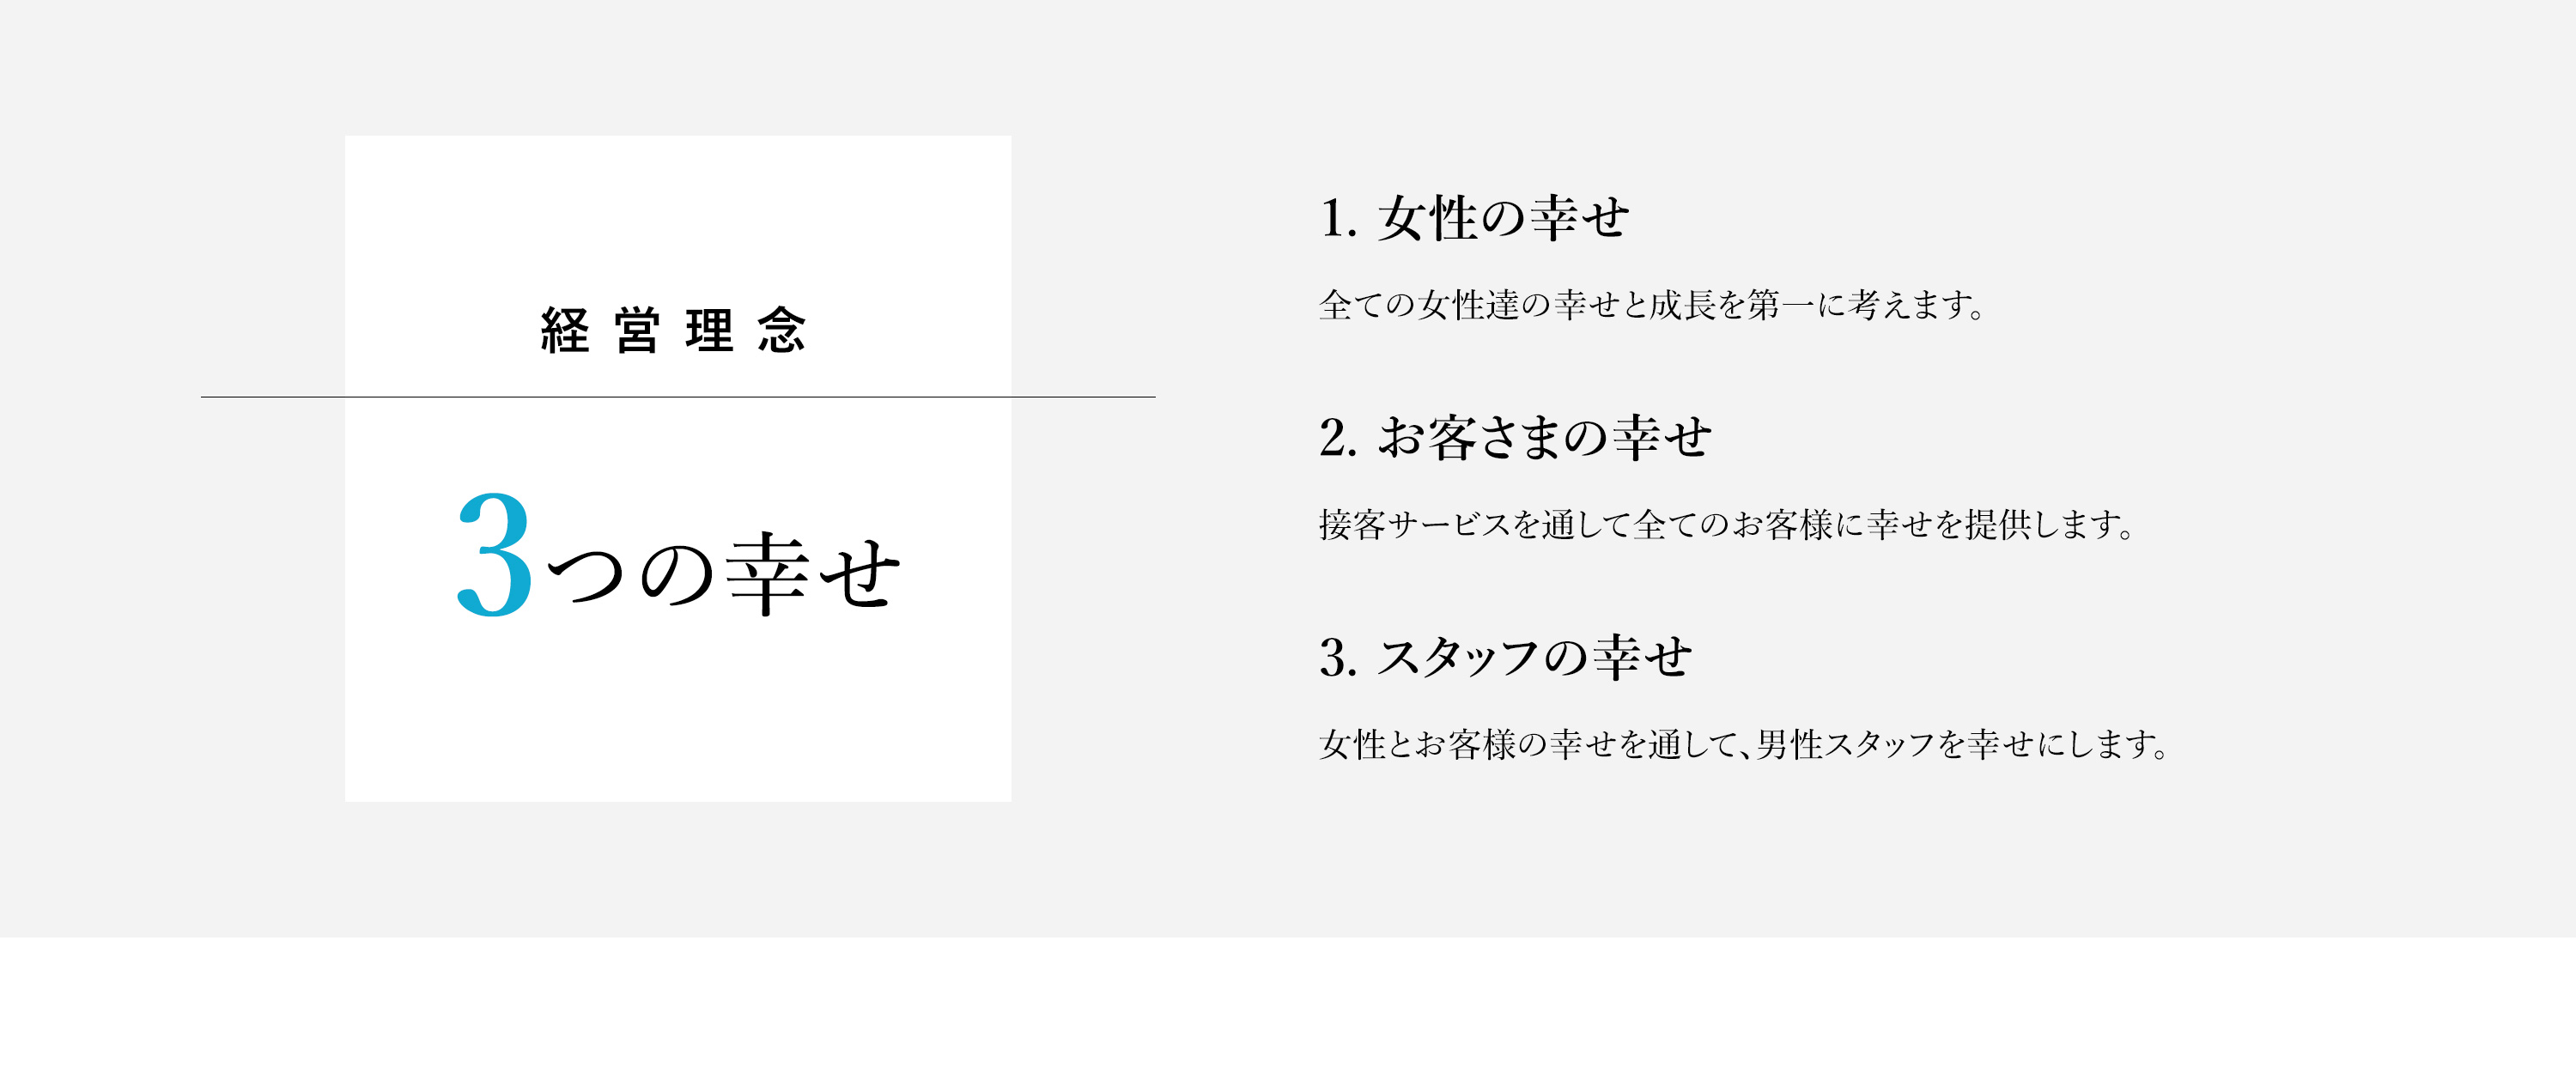 経営理念
3つの幸せ
1. 女性の幸せ
全ての女性達の幸せと成長を第一に考えます。
2. お客さまの幸せ
接客サービスを通して全てのお客様に幸せを提供します。
3. スタッフの幸せ
女性とお客様の幸せを通して、男性スタッフを幸せにします。